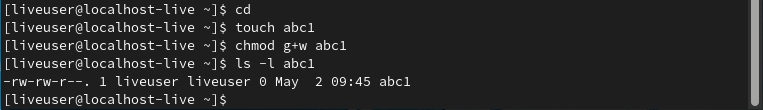 [liveuser@localhost-live ~]$ cd
[liveuser@localhost-live ~]$ touch abc1
[liveuser@localhost-live ~]$ chmod g+w abc1
[liveuser@localhost-live ~]$ ls -l abc1
-rw-rw-r--. 1 liveuser liveuser 0 May  2 09:45 abc1
[liveuser@localhost-live ~]$